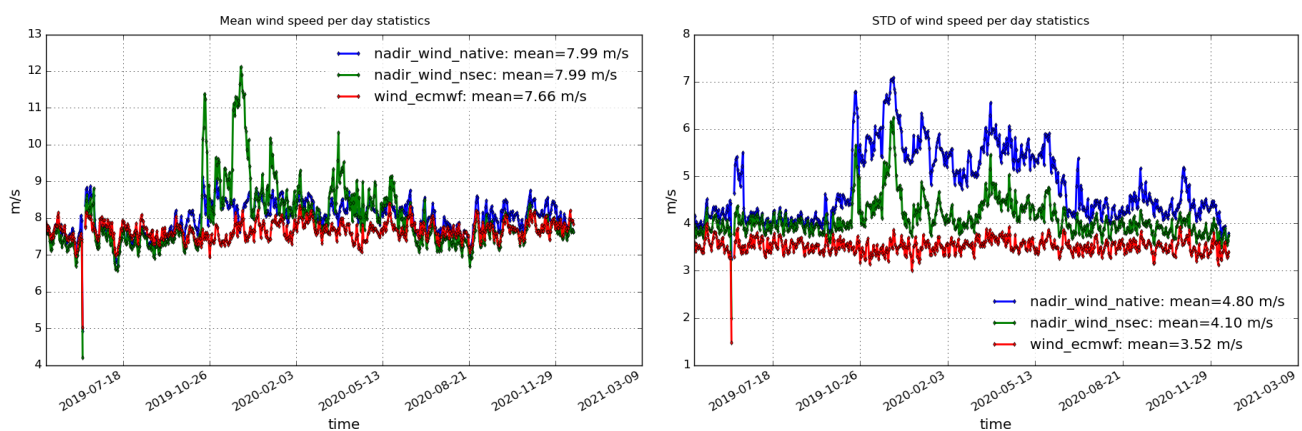 Mean wind speed per day statistics
13
12
11
10
9
8
7
6
5
4
m/s
nadir_wind_native: mean=7.99 m/s
nadir_wind_nsec: mean=7.99 m/s
wind_ecmwf: mean=7.66 m/s
2019-07-18
2019-10-26
2020-02-03
2020-05-13
2020-08-21
2020-11-29
2021-03-09
time
STD of wind speed per day statistics
8
7
6
5
4
3
2
1
m/s
nadir_wind_native: mean=4.80 m/s
nadir_wind_nsec: mean=4.10 m/s
wind_ecmwf: mean=3.52 m/s
2019-07-18
2019-10-26
2020-02-03
2020-05-13
2020-08-21
2020-11-29
2021-03-09
time